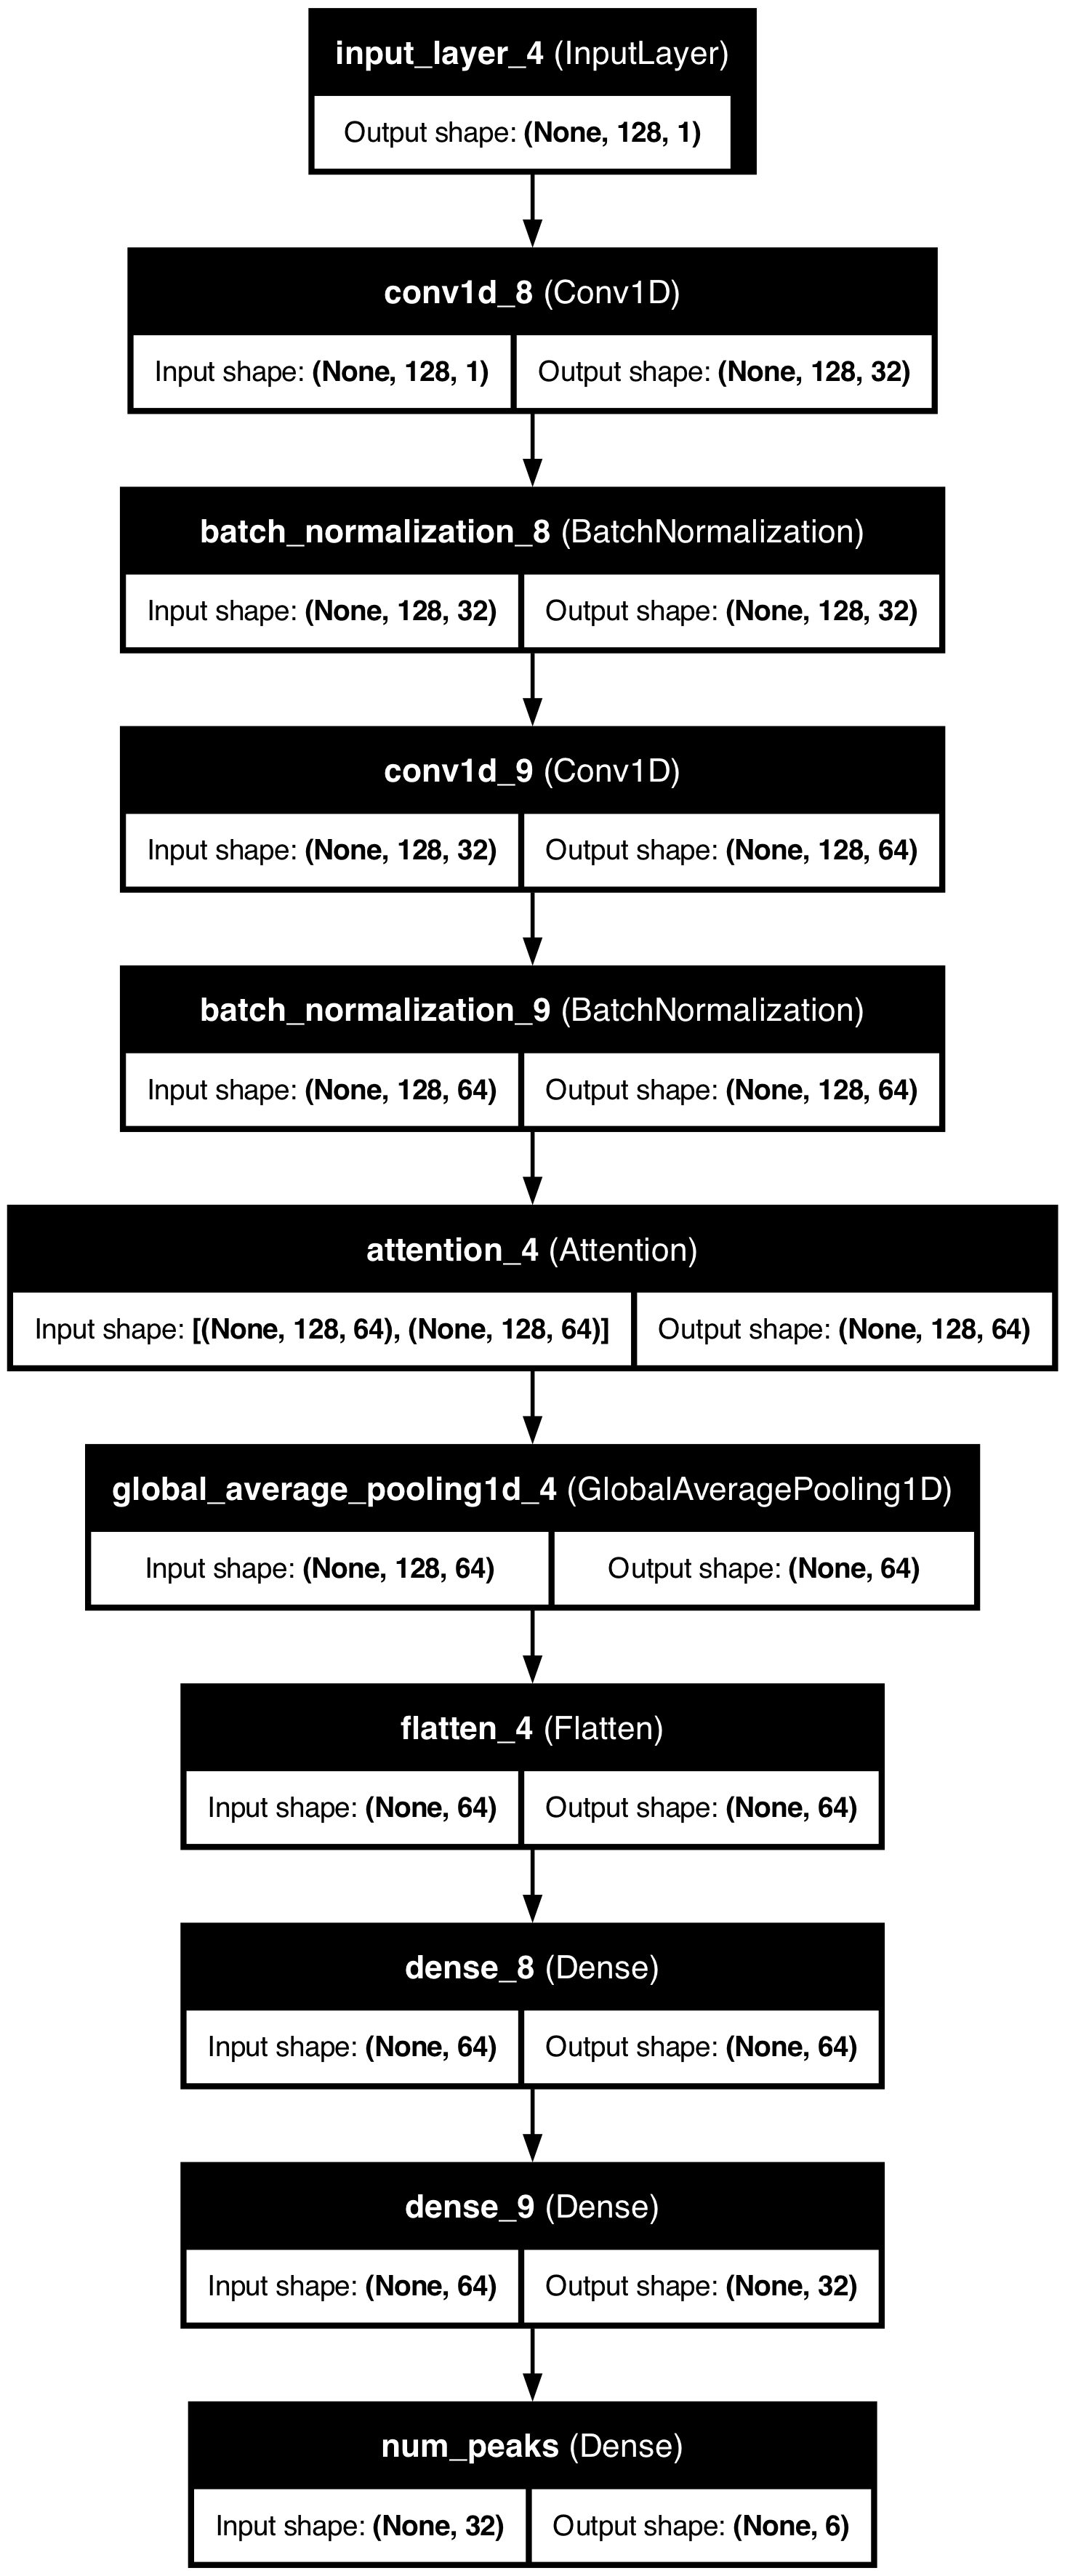 input_layer_4 (InputLayer)
Output shape: (None, 128, 1)
conv1d_8 (Conv1D)
Input shape: (None, 128, 1) Output shape: (None, 128, 32)
batch_normalization_8 (BatchNormalization)
Input shape: (None, 128, 32) Output shape: (None, 128, 32)
conv1d_9 (Conv1D)
Input shape: (None, 128, 32) Output shape: (None, 128, 64)
batch_normalization_9 (BatchNormalization)
Input shape: (None, 128, 64) Output shape: (None, 128, 64)
attention_4 (Attention)
Input shape: [(None, 128, 64), (None, 128, 64)] Output shape: (None, 128, 64)
global_average_pooling1d_4 (GlobalAveragePooling1D)
Input shape: (None, 128, 64) Output shape: (None, 64)
flatten_4 (Flatten)
Input shape: (None, 64) Output shape: (None, 64)
dense_8 (Dense)
Input shape: (None, 64) Output shape: (None, 64)
dense_9 (Dense)
Input shape: (None, 64) Output shape: (None, 32)
num_peaks (Dense)
Input shape: (None, 32) Output shape: (None, 6)